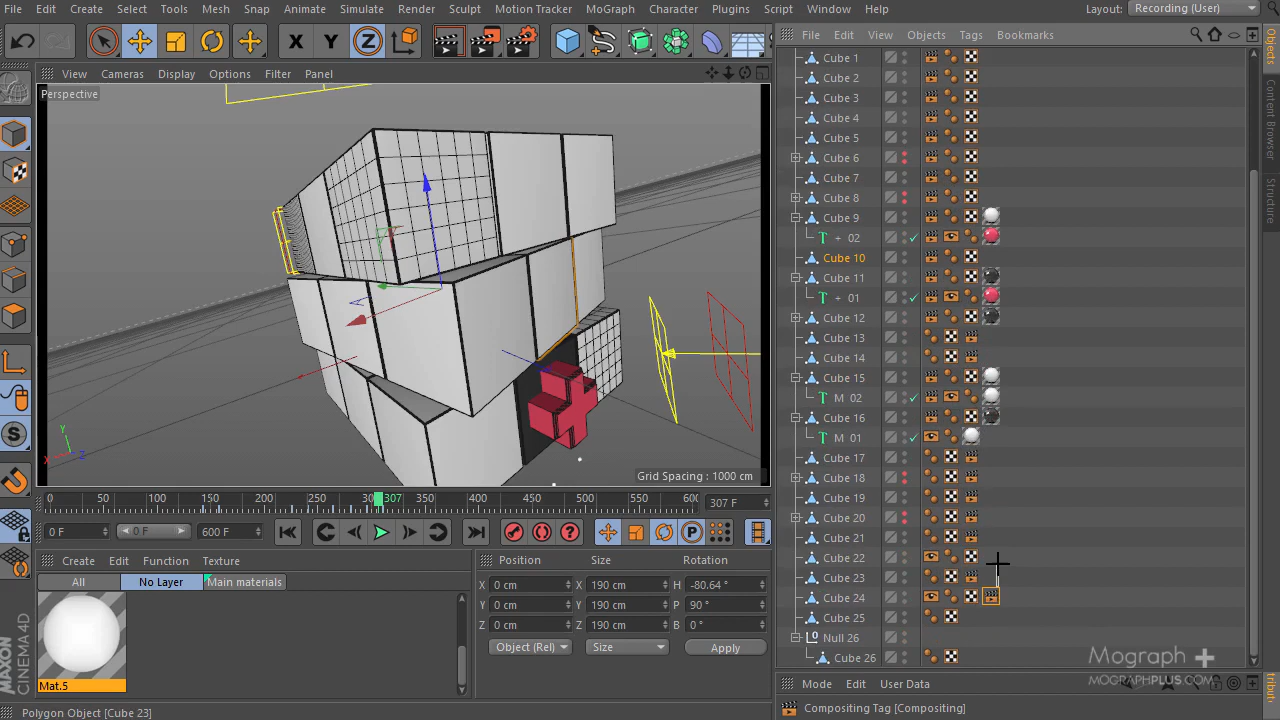 File Edit Create Select Tools Mesh Snap Animate Simulate Render Sculpt Motion Tracker MoGraph Character Plugins Script Window Help Layout: Recording (User)
File Edit View Objects Tags Bookmarks
View Cameras Display Options Filter Panel
Perspective
Cube 1
Cube 2
Cube 3
Cube 4
Cube 5
Cube 6
Cube 7
Cube 8
Cube 9
+ 02
Cube 10
Cube 11
+ 01
Cube 12
Cube 13
Cube 14
Cube 15
M 02
Cube 16
M 01
Cube 17
Cube 18
Cube 19
Cube 20
Cube 21
Cube 22
Cube 23
Cube 24
Cube 25
Null 26
Cube 26
Objects
Content Browser
Structure
X Y Z
Y
X Z
Grid Spacing : 1000 cm
0 50 100 150 200 250 300 307 350 400 450 500 550 600 307 F
0 F 0 F 600 F
Create Edit Function Texture
All No Layer Main materials
Mat.5
MAXON
CINEMA4D
Position Size Rotation
X 0 cm X 190 cm H -80.64 °
Y 0 cm Y 190 cm P 90 °
Z 0 cm Z 190 cm B 0 °
Object (Rel) Size Apply
Polygon Object [Cube 23]
Mograph +
MOGRAPHPLUS.COM
Mode Edit User Data
Compositing Tag [Compositing]